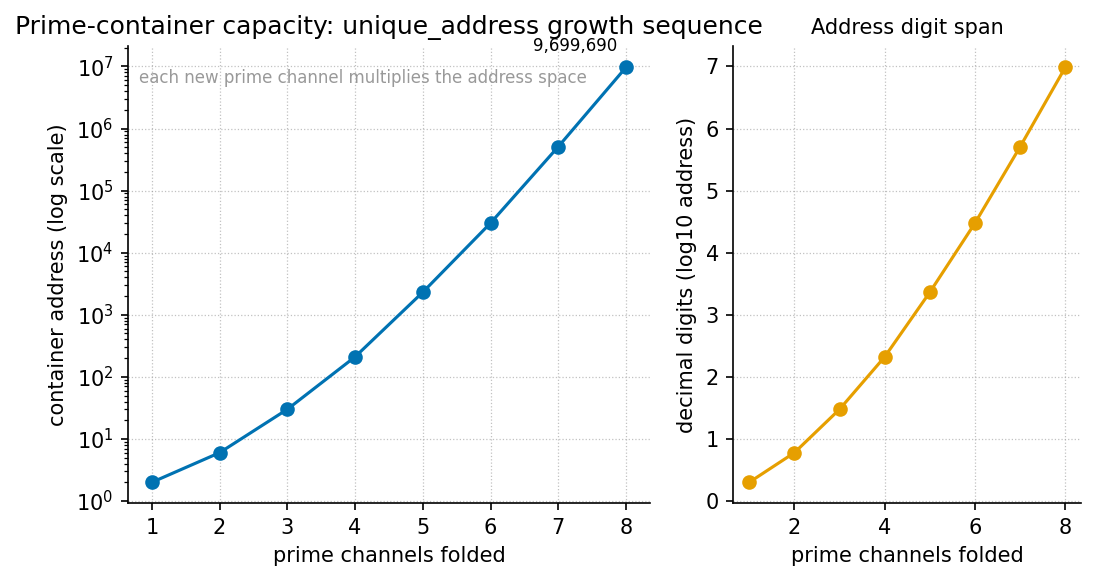 Prime-container capacity: unique_address growth sequence
9,699,690
each new prime channel multiplies the address space
container address (log scale)
10⁷
10⁶
10⁵
10⁴
10³
10²
10¹
10⁰
1 2 3 4 5 6 7 8
prime channels folded
Address digit span
decimal digits (log10 address)
7
6
5
4
3
2
1
0
2 4 6 8
prime channels folded